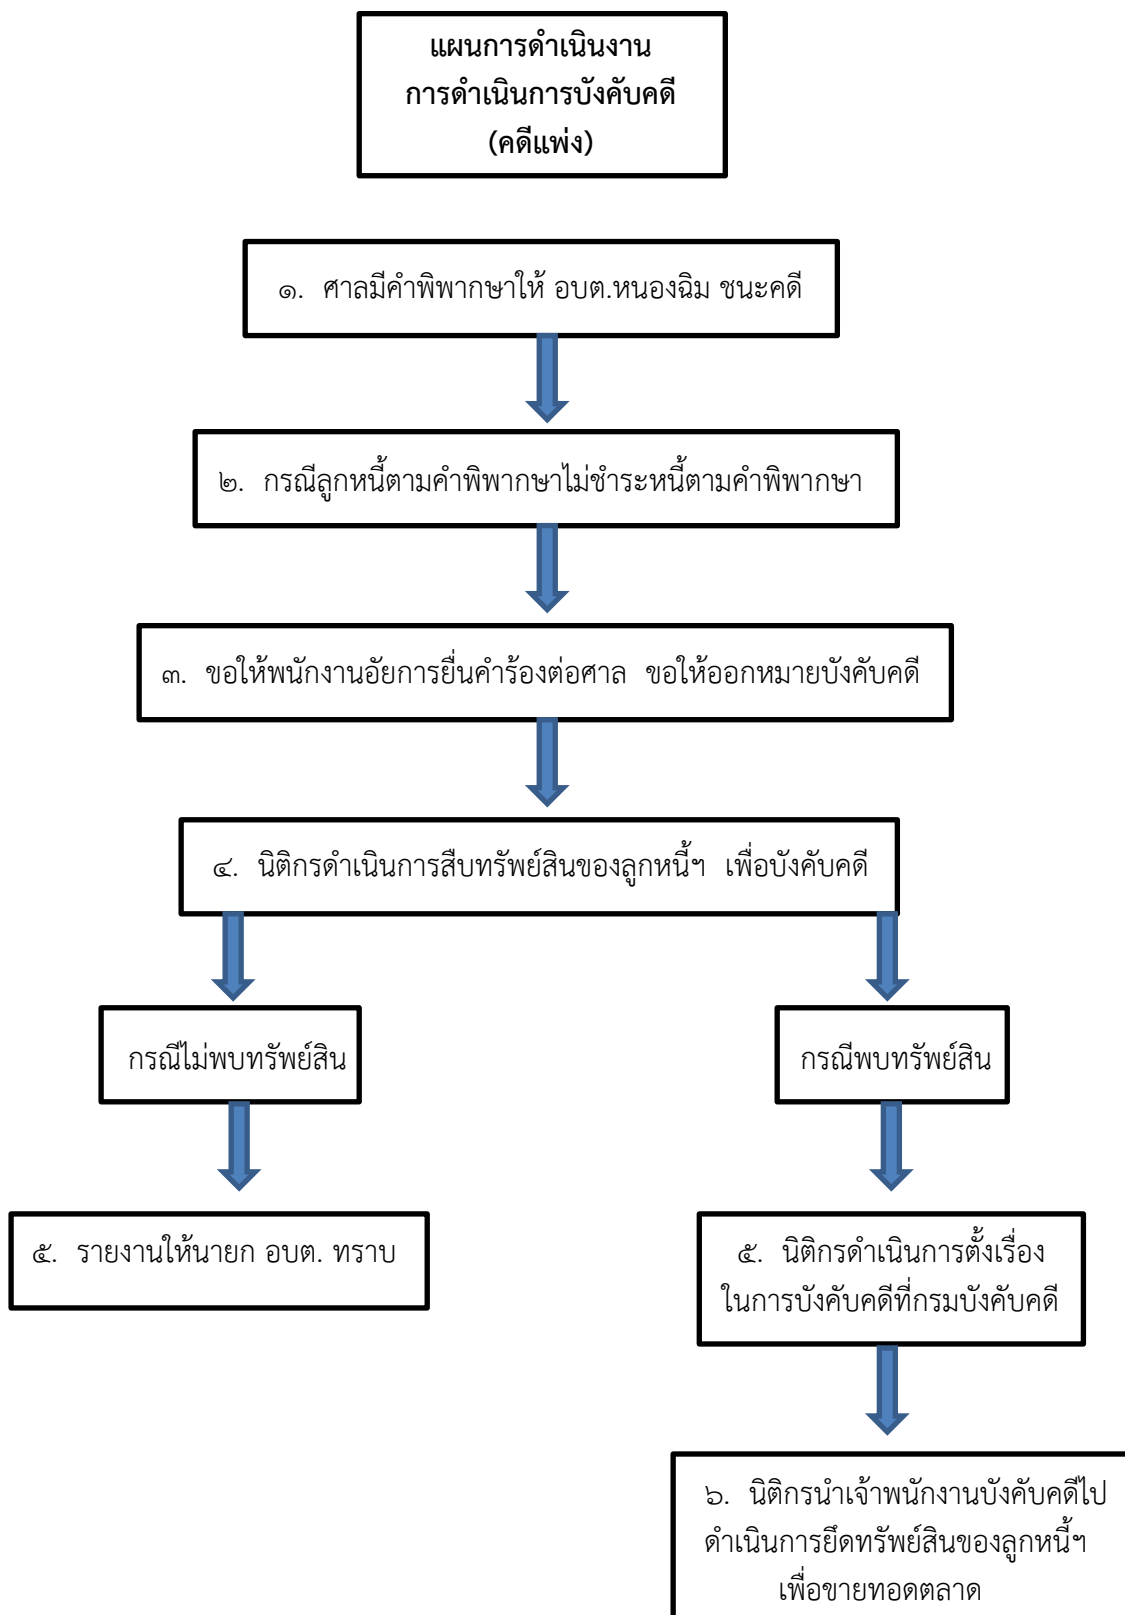 แผนการดำเนินงาน
การดำเนินการบังคับคดี
(คดีแพ่ง)
๑. ศาลมีคำพิพากษาให้ อบต.หนองฉิม ชนะคดี
๒. กรณีลูกหนี้ตามคำพิพากษาไม่ชำระหนี้ตามคำพิพากษา
๓. ขอให้พนักงานอัยการยื่นคำร้องต่อศาล ขอให้ออกหมายบังคับคดี
๔. นิติกรดำเนินการสืบทรัพย์สินของลูกหนี้ฯ เพื่อบังคับคดี
กรณีไม่พบทรัพย์สิน
กรณีพบทรัพย์สิน
๕. รายงานให้นายก อบต. ทราบ
๕. นิติกรดำเนินการตั้งเรื่อง
ในการบังคับคดีที่กรมบังคับคดี
๖. นิติกรนำเจ้าพนักงานบังคับคดีไป
ดำเนินการยึดทรัพย์สินของลูกหนี้ฯ
เพื่อขายทอดตลาด